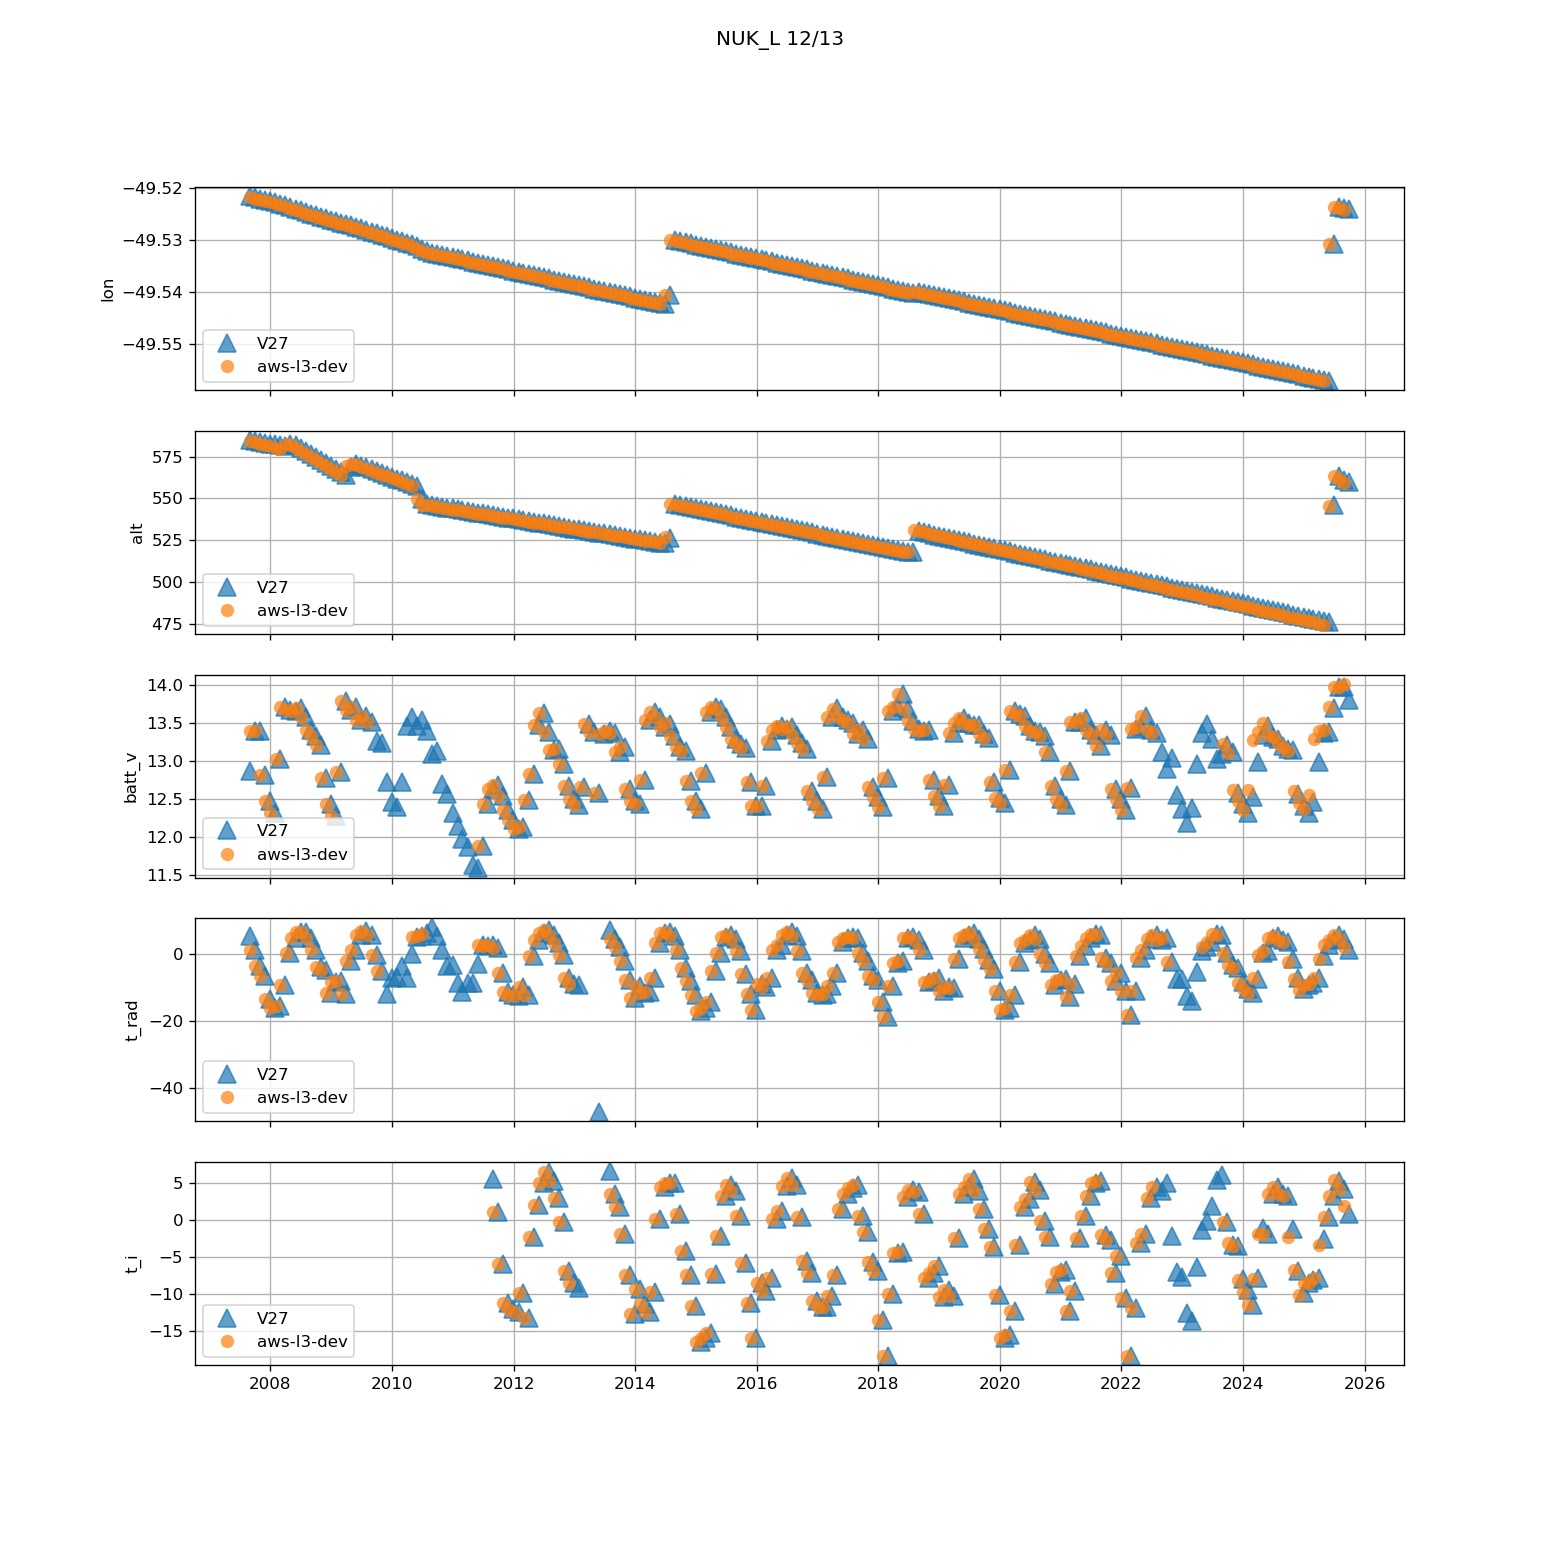 NUK_L 12/13
−49.52
−49.53
−49.54
−49.55
lon
V27
aws-l3-dev
575
550
525
500
475
alt
V27
aws-l3-dev
14.0
13.5
13.0
12.5
12.0
11.5
batt_v
V27
aws-l3-dev
0
−20
−40
t_rad
V27
aws-l3-dev
5
0
−5
−10
−15
t_i
V27
aws-l3-dev
2008 2010 2012 2014 2016 2018 2020 2022 2024 2026